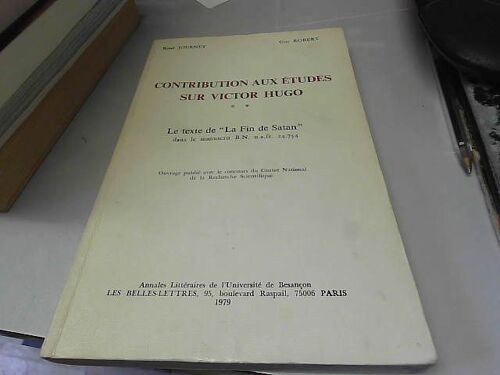 René JOURNET Guy ROBERT
CONTRIBUTION AUX ÉTUDES
SUR VICTOR HUGO
* *
Le texte de "La Fin de Satan"
dans le manuscrit B.N. n.a.fr. 24.754
Ouvrage publié avec le concours du Centre National
de la Recherche Scientifique
Annales Littéraires de l'Université de Besançon
LES BELLES-LETTRES, 95, boulevard Raspail, 75006 PARIS
1979